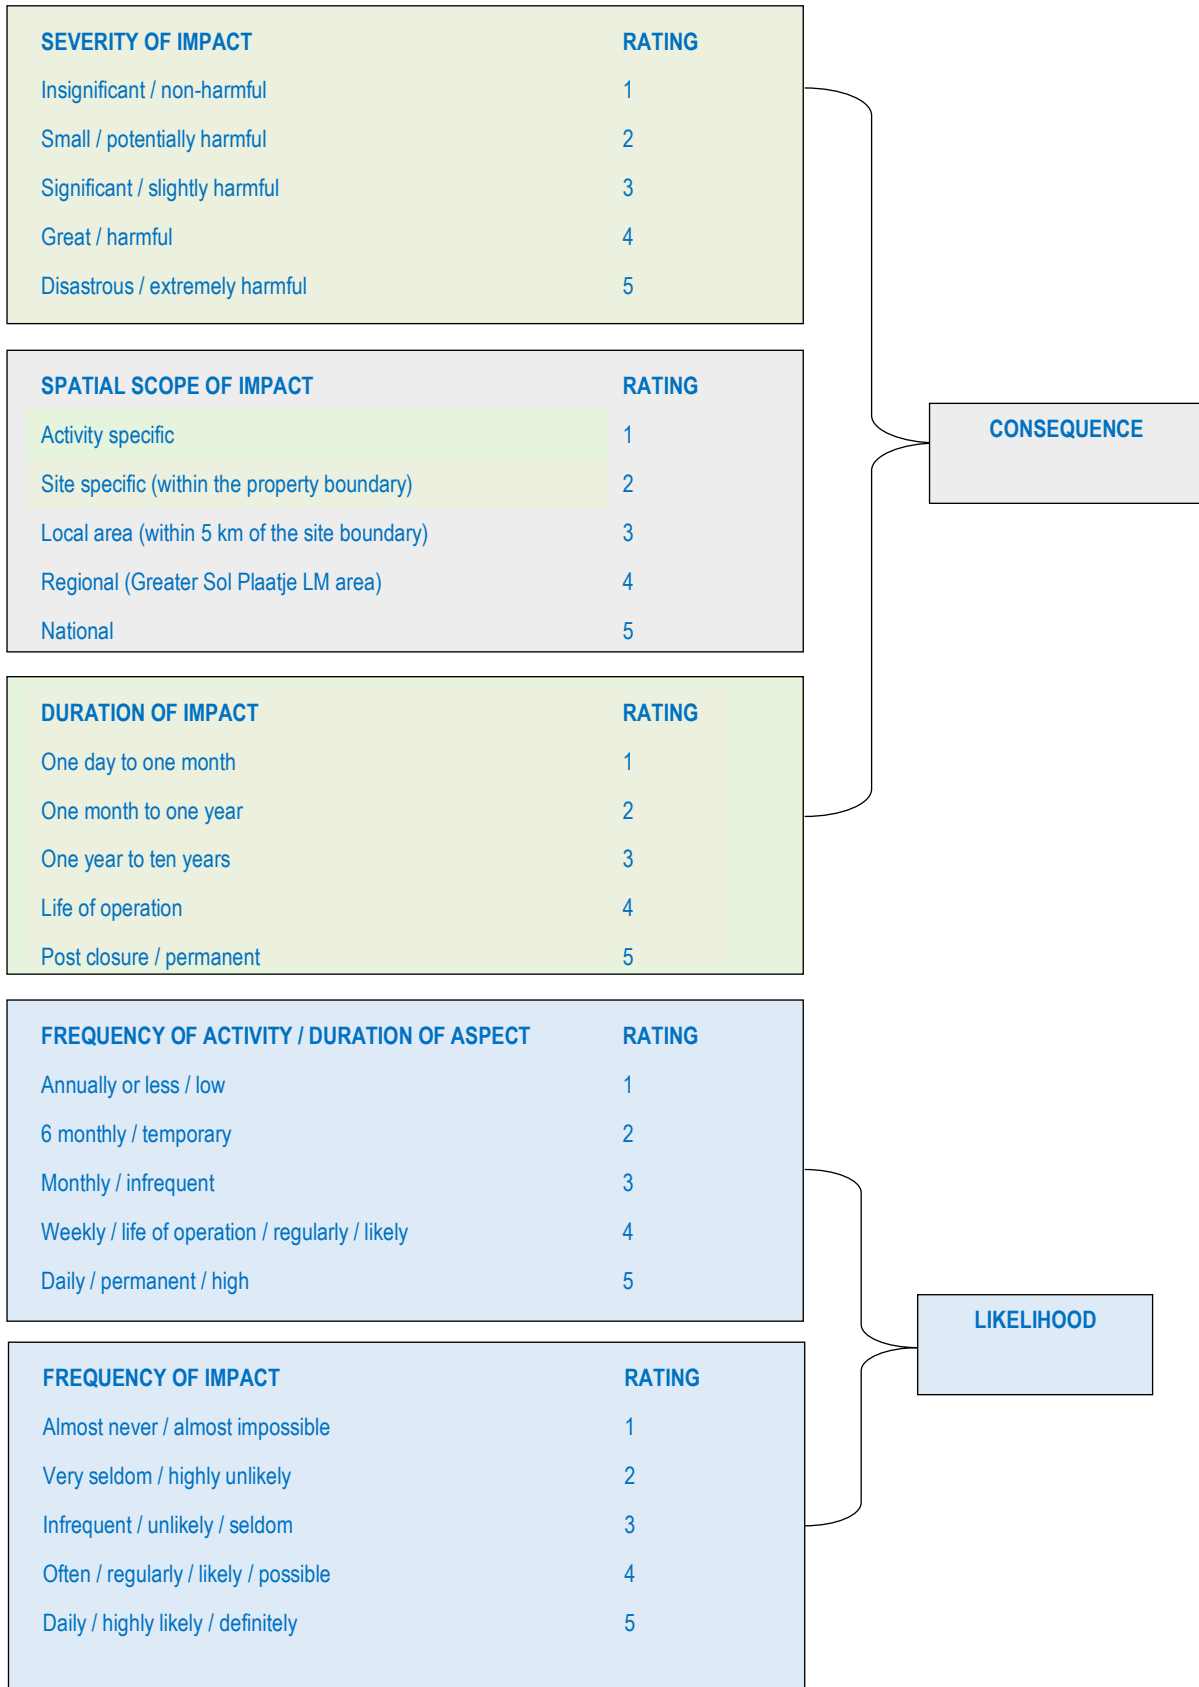 SEVERITY OF IMPACT RATING
Insignificant / non-harmful 1
Small / potentially harmful 2
Significant / slightly harmful 3
Great / harmful 4
Disastrous / extremely harmful 5
SPATIAL SCOPE OF IMPACT RATING
Activity specific 1
Site specific (within the property boundary) 2
Local area (within 5 km of the site boundary) 3
Regional (Greater Sol Plaatje LM area) 4
National 5
CONSEQUENCE
DURATION OF IMPACT RATING
One day to one month 1
One month to one year 2
One year to ten years 3
Life of operation 4
Post closure / permanent 5
FREQUENCY OF ACTIVITY / DURATION OF ASPECT RATING
Annually or less / low 1
6 monthly / temporary 2
Monthly / infrequent 3
Weekly / life of operation / regularly / likely 4
Daily / permanent / high 5
LIKELIHOOD
FREQUENCY OF IMPACT RATING
Almost never / almost impossible 1
Very seldom / highly unlikely 2
Infrequent / unlikely / seldom 3
Often / regularly / likely / possible 4
Daily / highly likely / definitely 5